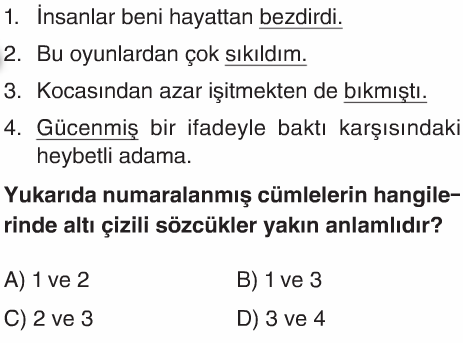 1. İnsanlar beni hayattan bezdirdi.
2. Bu oyunlardan çok sıkıldım.
3. Kocasından azar işitmekten de bıkmıştı.
4. Gücenmiş bir ifadeyle baktı karşısındaki
heybetli adama.
Yukarıda numaralanmış cümlelerin hangile-
rinde altı çizili sözcükler yakın anlamlıdır?
A) 1 ve 2 B) 1 ve 3
C) 2 ve 3 D) 3 ve 4